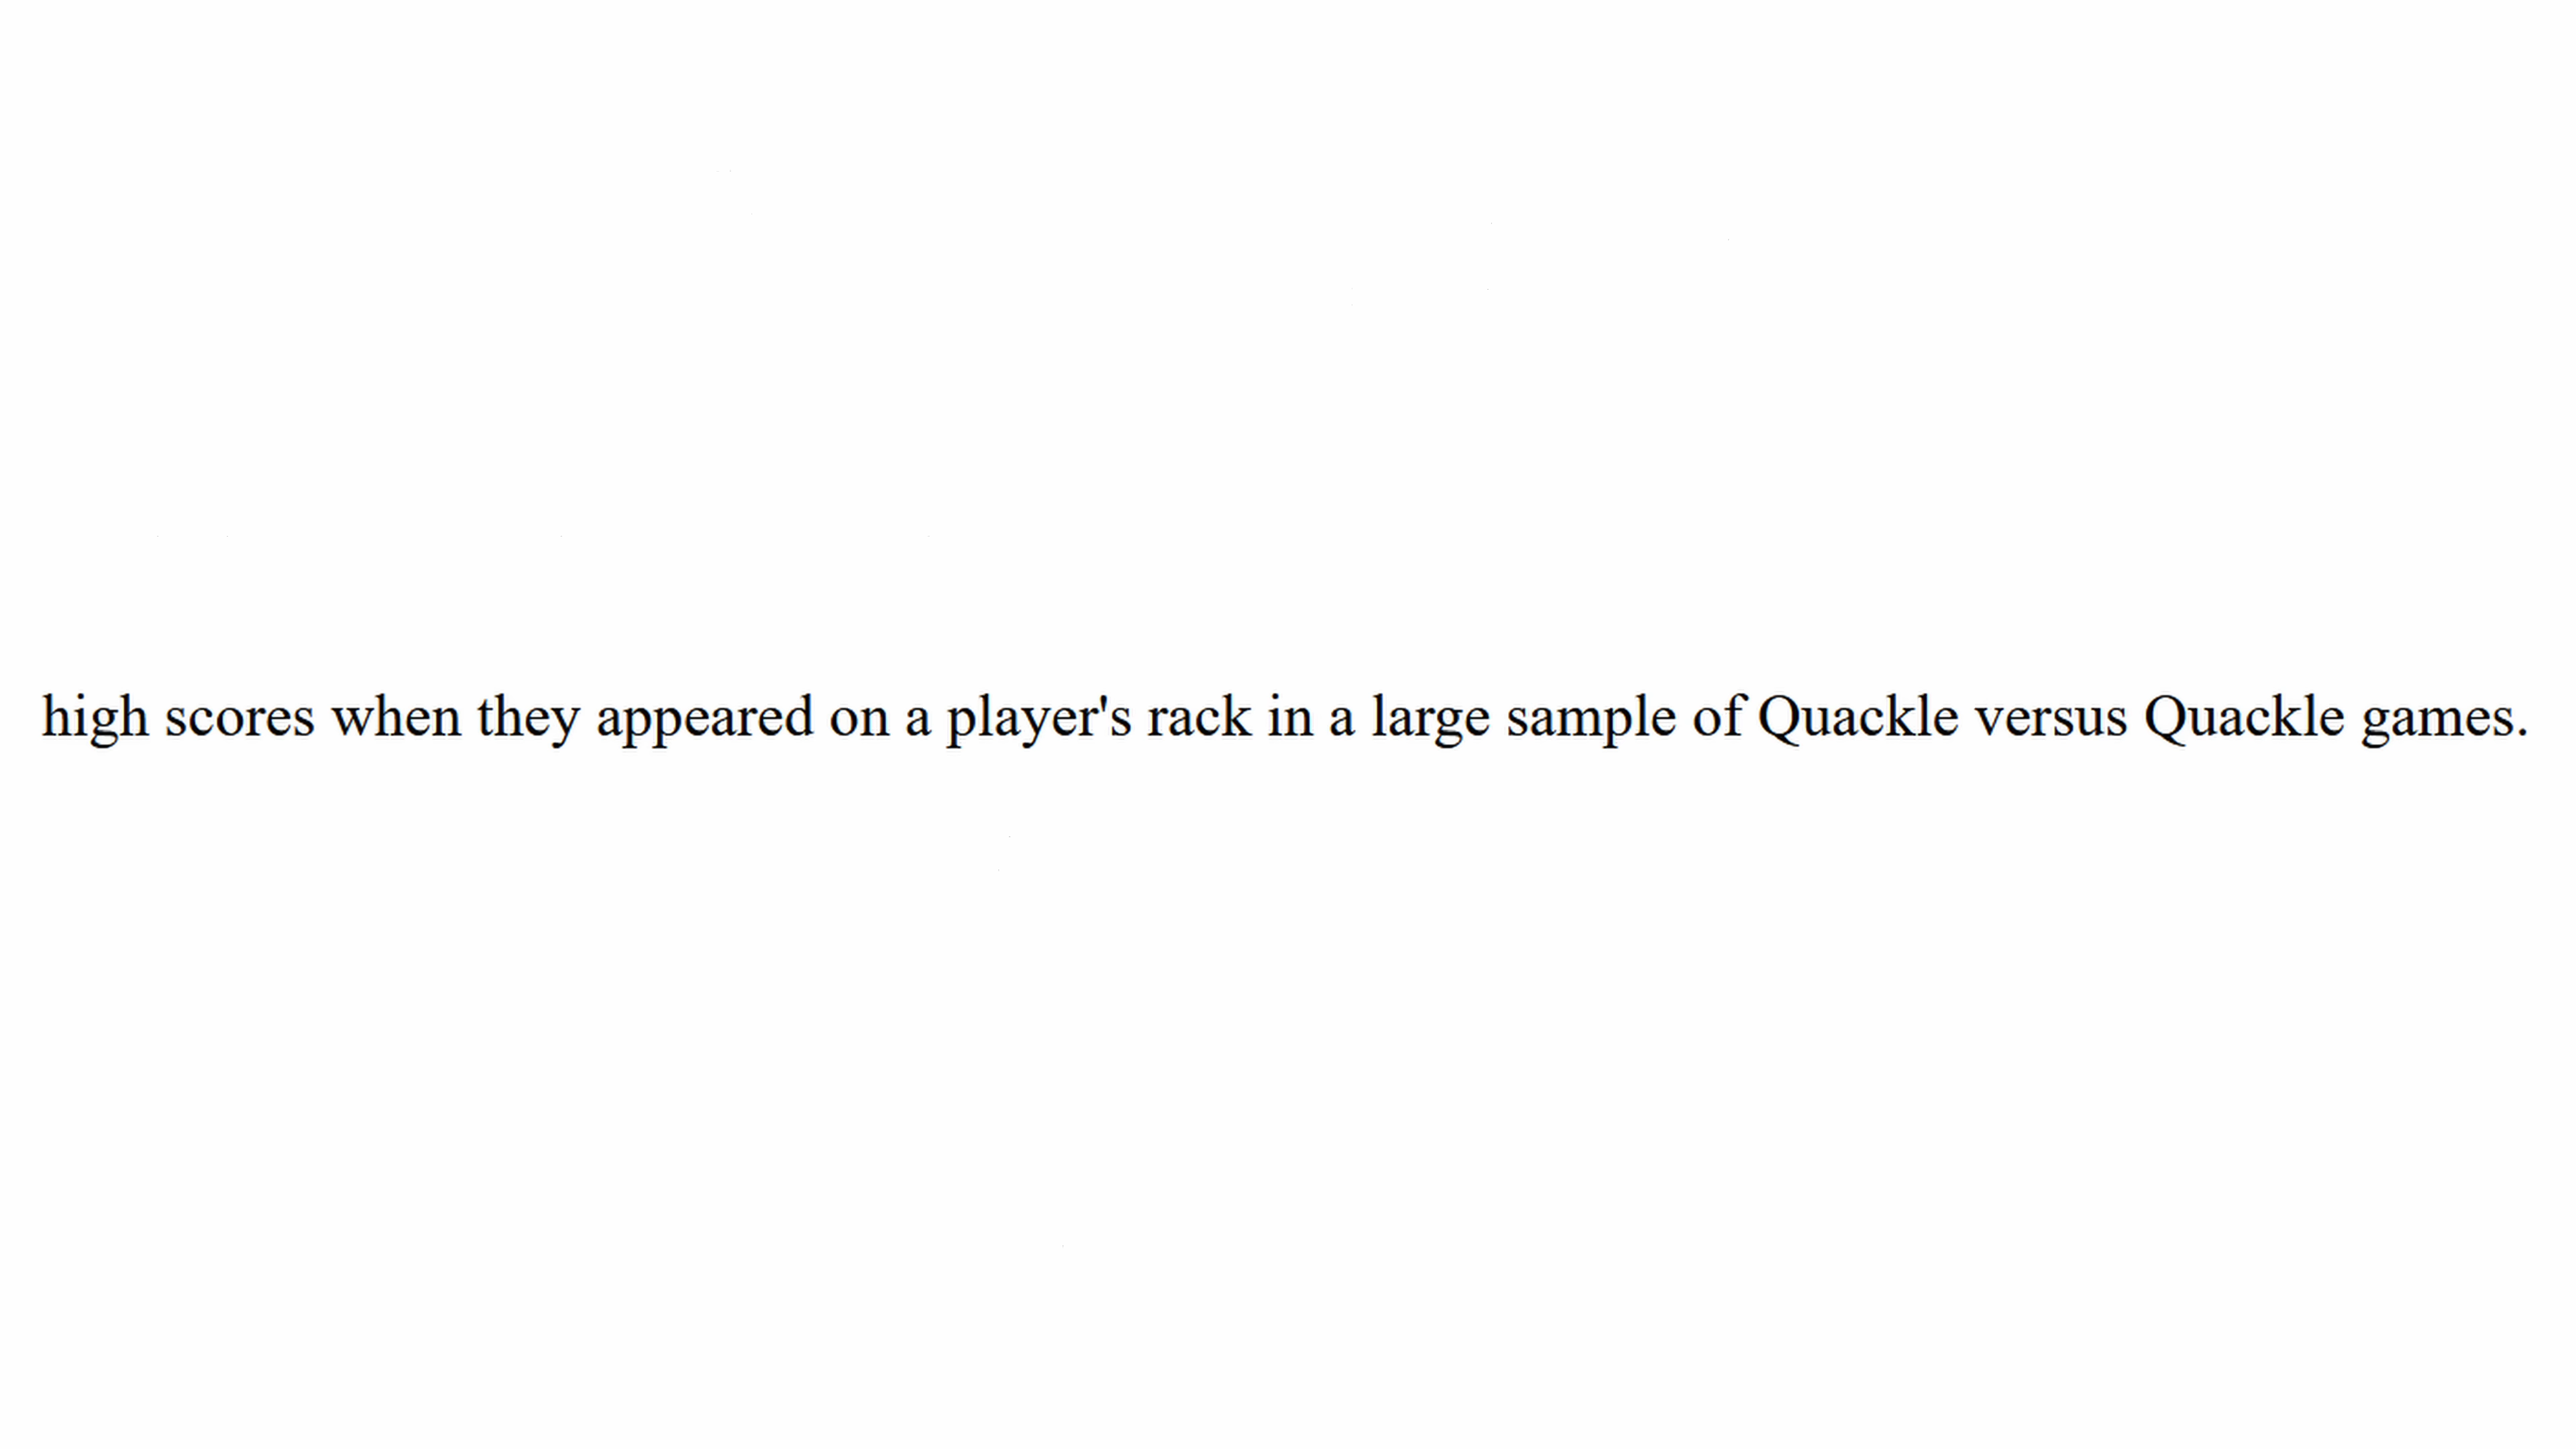 high scores when they appeared on a player's rack in a large sample of Quackle versus Quackle games.